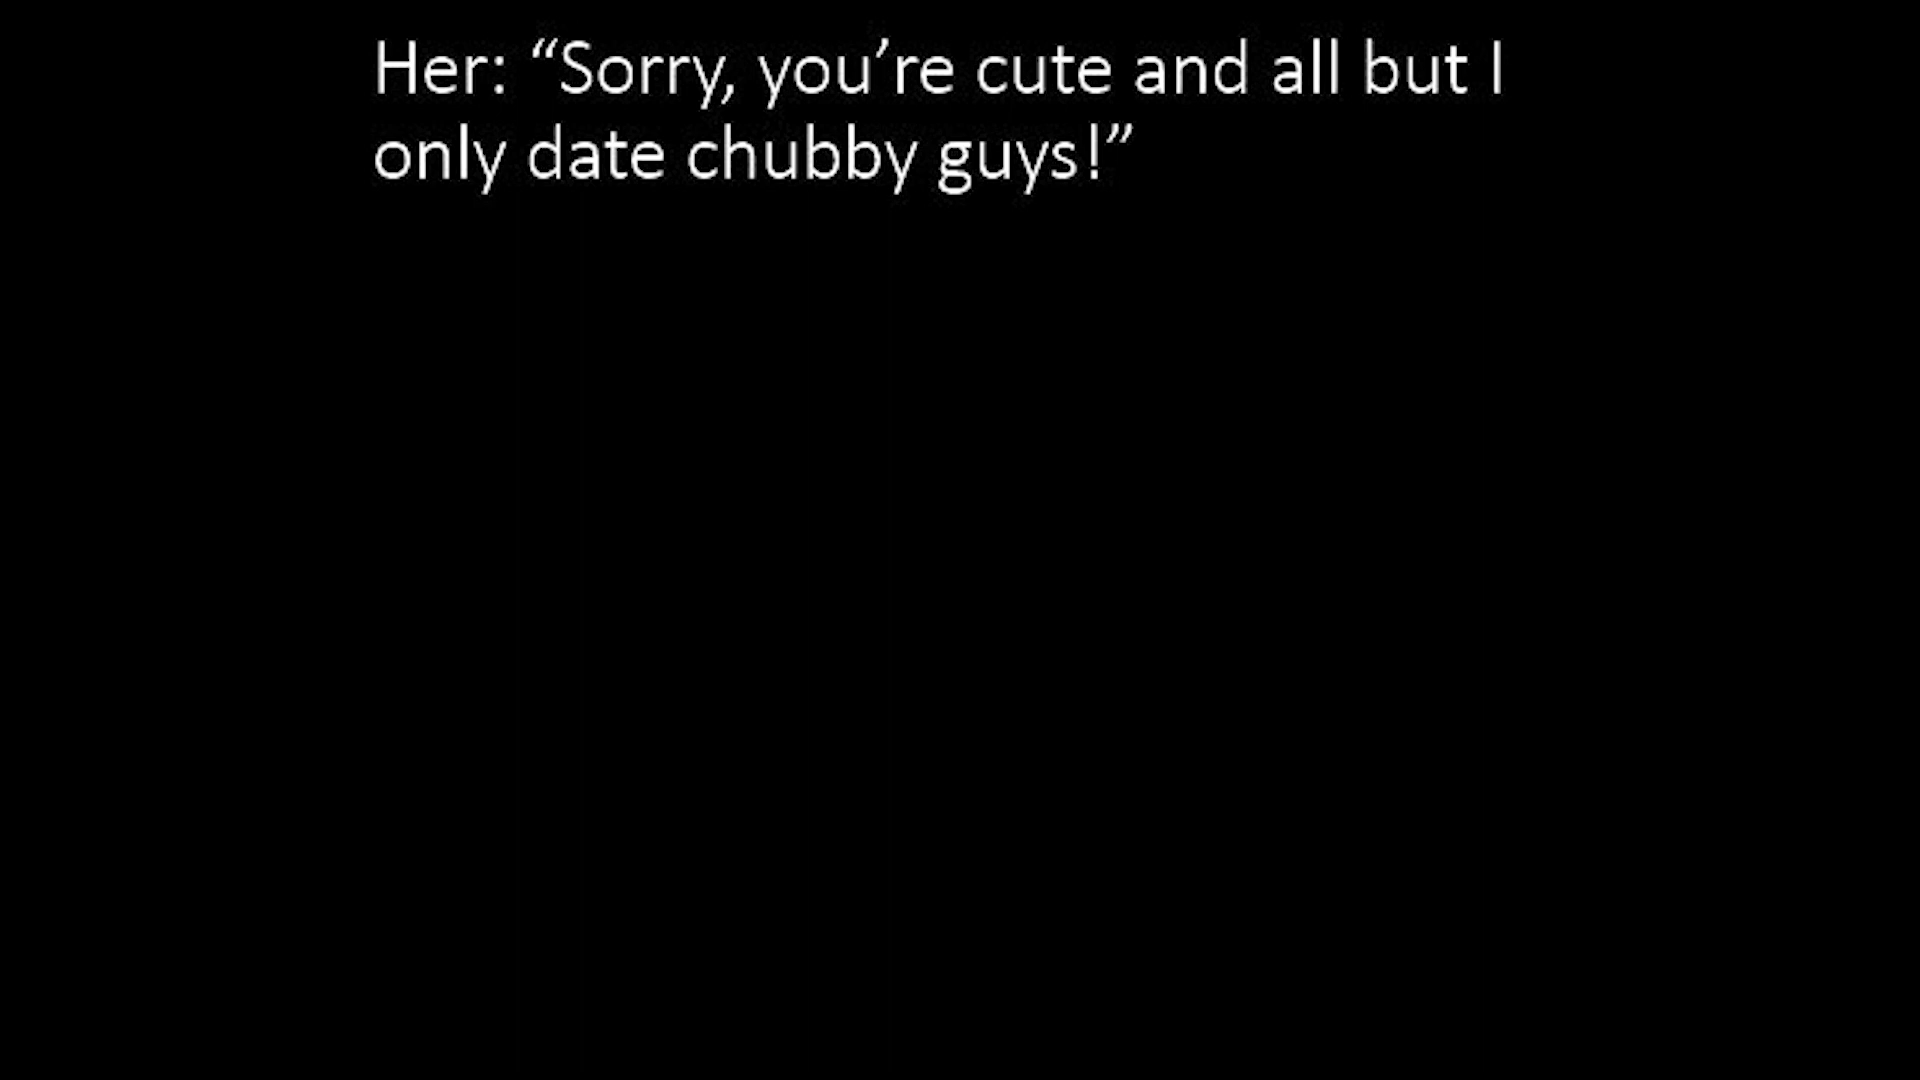 Her: “Sorry, you’re cute and all but I
only date chubby guys!”